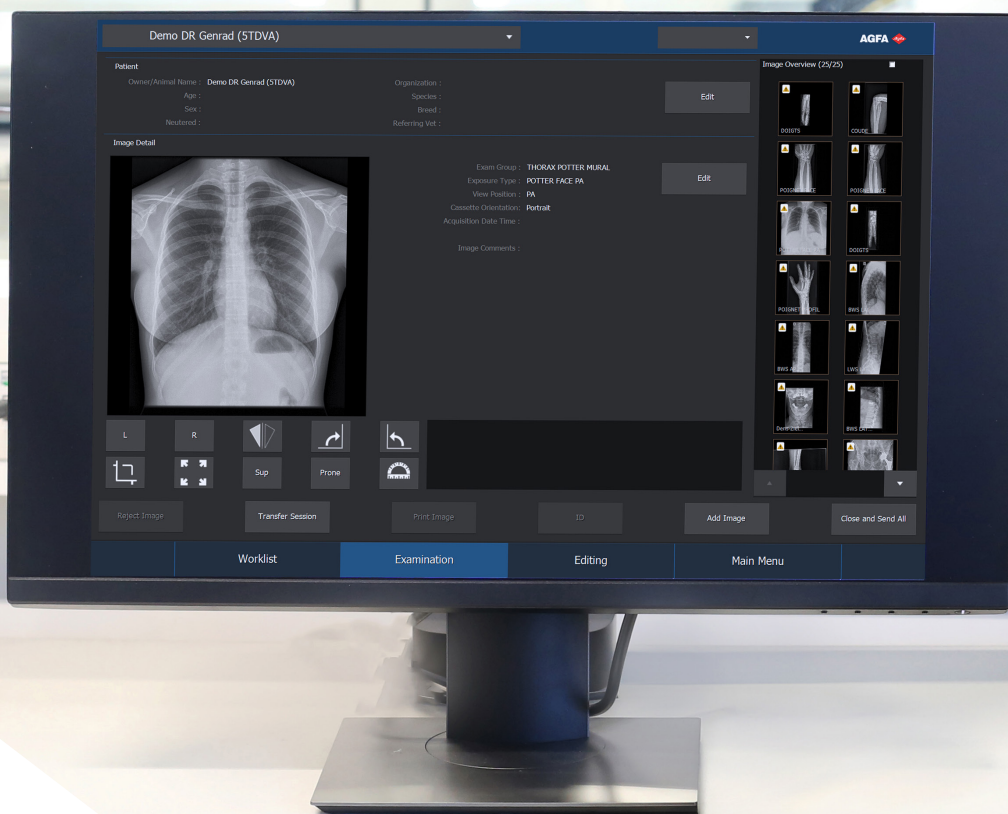 Demo DR Genrad (5TDVA)
AGFA
Patient
Owner/Animal Name : Demo DR Genrad (5TDVA)
Age :
Sex :
Neutered :
Organization :
Species :
Breed :
Referring Vet :
Edit
Image Detail
Exam Group : THORAX POTTER MURAL
Exposure Type : POTTER FACE PA
View Position : PA
Cassette Orientation: Portrait
Acquisition Date Time :
Image Comments :
Edit
Image Overview (25/25)
DOIGTS
COUDE
DOIGTS
BWS
LWS
BWS LAT...
L
R
Sup
Prone
Reject Image
Transfer Session
Print Image
ID
Add Image
Close and Send All
Worklist
Examination
Editing
Main Menu